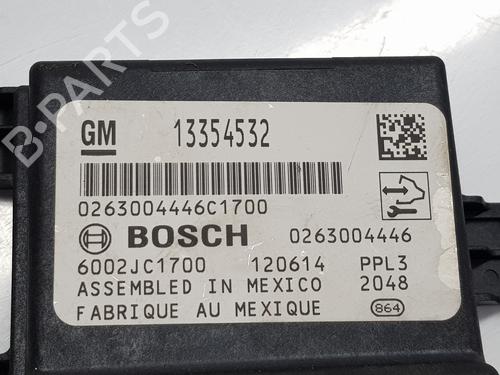 B-PARTS
GM 13354532
0263004446C1700
BOSCH 0263004446
6002JC1700 120614 PPL3
ASSEMBLED IN MEXICO 2048
FABRIQUE AU MEXIQUE 864